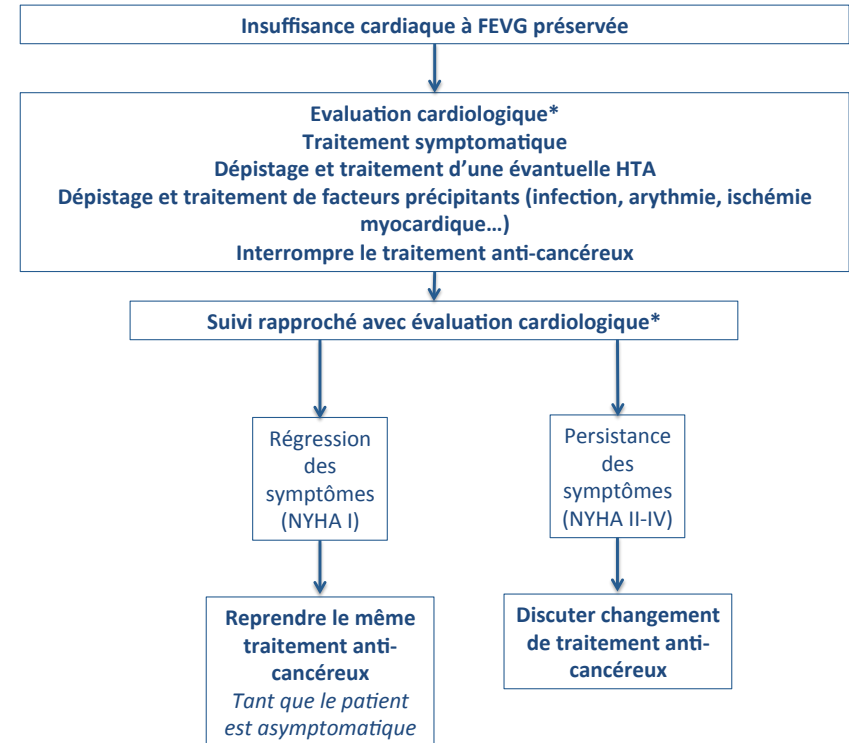 Insuffisance cardiaque à FEVG préservée
Evaluation cardiologique*
Traitement symptomatique
Dépistage et traitement d'une évantuelle HTA
Dépistage et traitement de facteurs précipitants (infection, arythmie, ischémie
myocardique…)
Interrompre le traitement anti-cancéreux
Suivi rapproché avec évaluation cardiologique*
Régression
des
symptômes
(NYHA I)
Persistance
des
symptômes
(NYHA II-IV)
Reprendre le même
traitement anti-
cancéreux
Tant que le patient
est asymptomatique
Discuter changement
de traitement anti-
cancéreux